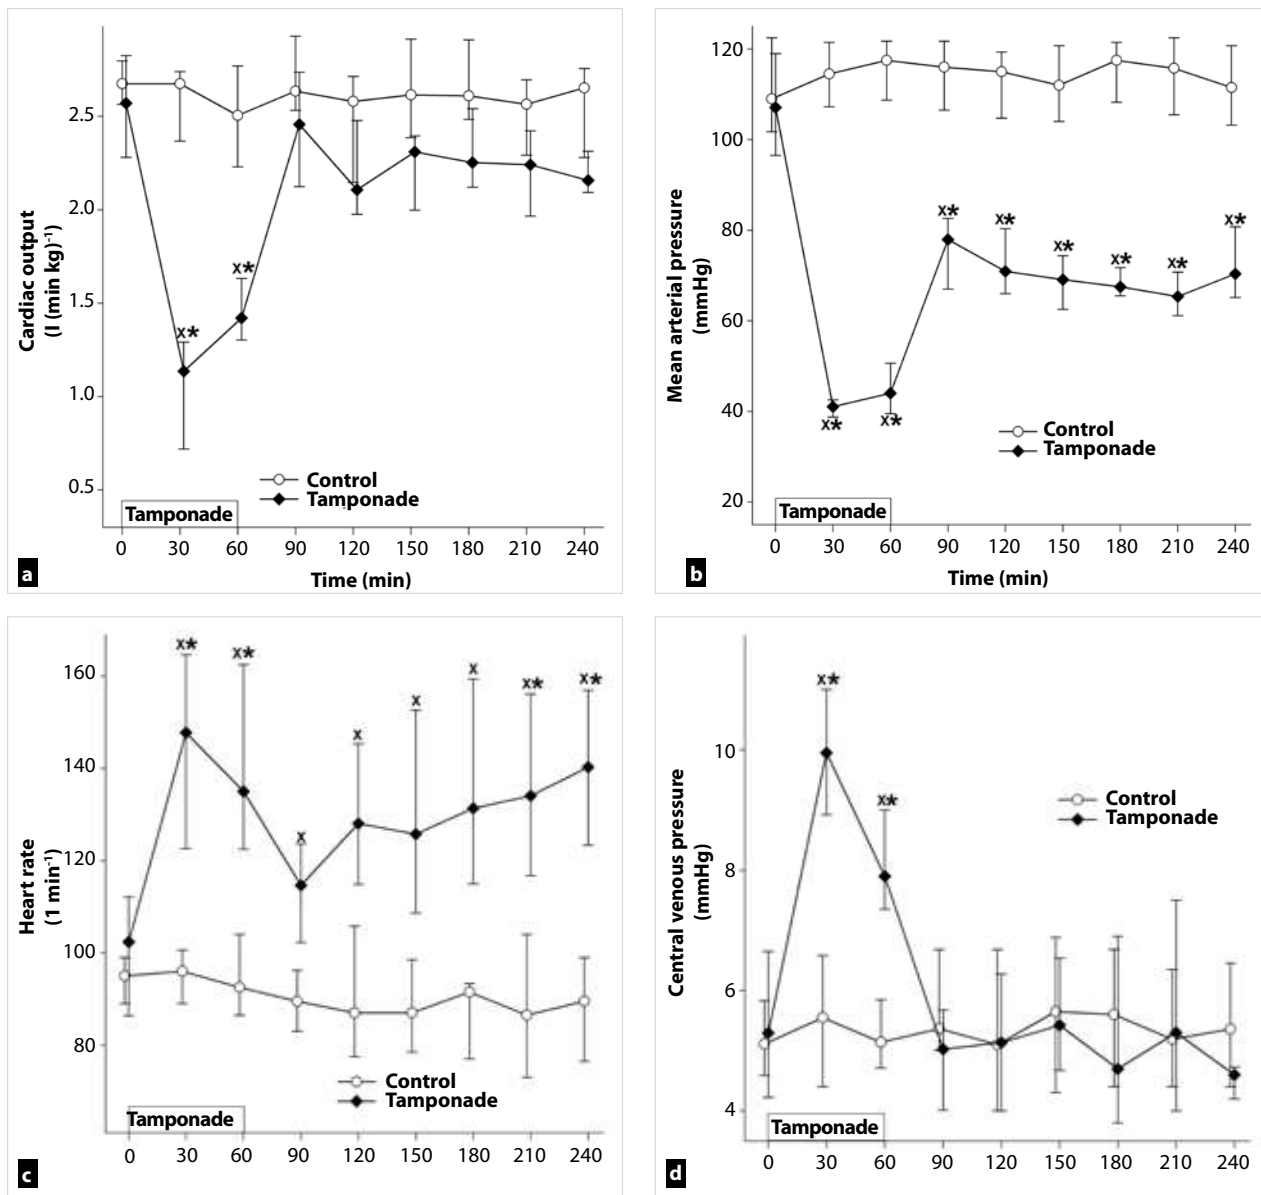 Cardiac output
(l (min kg)⁻¹)
2.5
2.0
1.5
1.0
0.5
x*
x*
Control
Tamponade
Tamponade
0 30 60 90 120 150 180 210 240
Time (min)
a
Mean arterial pressure
(mmHg)
120
100
80
60
40
20
x* x* x* x* x* x*
x* x*
Control
Tamponade
Tamponade
0 30 60 90 120 150 180 210 240
Time (min)
b
Heart rate
(1 min⁻¹)
160
140
120
100
80
x* x* x x x x x* x*
Control
Tamponade
Tamponade
0 30 60 90 120 150 180 210 240
c
Central venous pressure
(mmHg)
10
8
6
4
x*
x*
Control
Tamponade
Tamponade
0 30 60 90 120 150 180 210 240
d